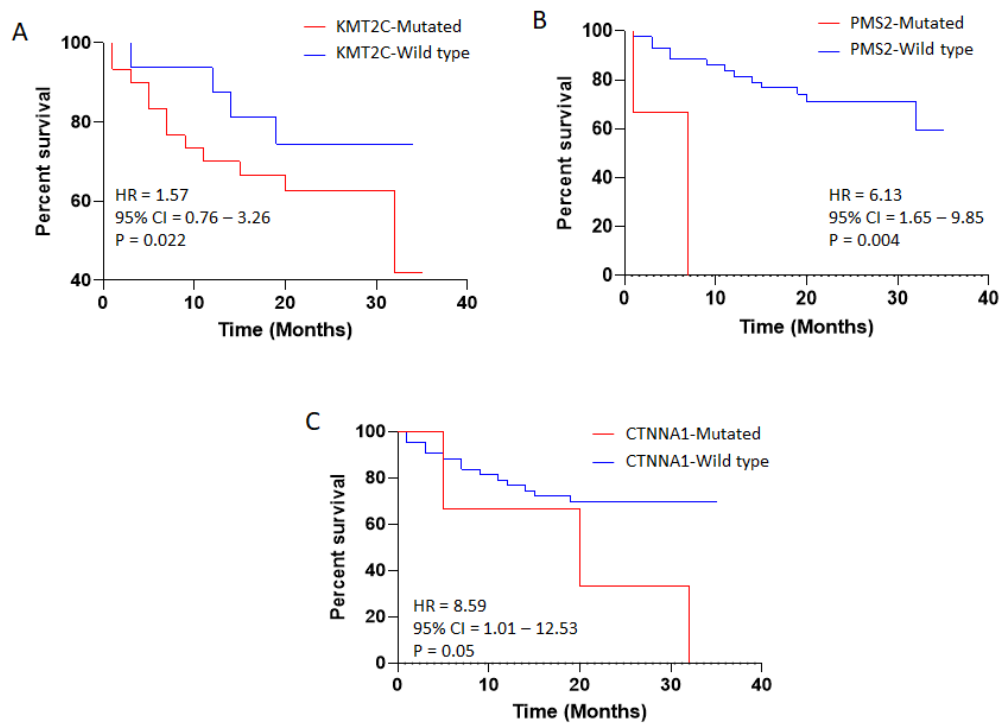 A
KMT2C-Mutated
KMT2C-Wild type
100
80
60
40
Percent survival
HR = 1.57
95% CI = 0.76 – 3.26
P = 0.022
0
10
20
30
40
Time (Months)
B
PMS2-Mutated
PMS2-Wild type
100
80
60
40
20
0
Percent survival
HR = 6.13
95% CI = 1.65 – 9.85
P = 0.004
0
10
20
30
40
Time (Months)
C
CTNNA1-Mutated
CTNNA1-Wild type
100
80
60
40
20
0
Percent survival
HR = 8.59
95% CI = 1.01 – 12.53
P = 0.05
0
10
20
30
40
Time (Months)